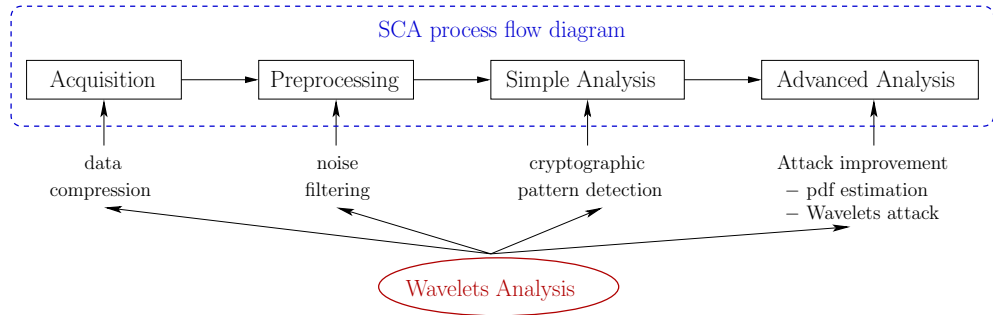 SCA process flow diagram
Acquisition
Preprocessing
Simple Analysis
Advanced Analysis
data
compression
noise
filtering
cryptographic
pattern detection
Attack improvement
− pdf estimation
− Wavelets attack
Wavelets Analysis